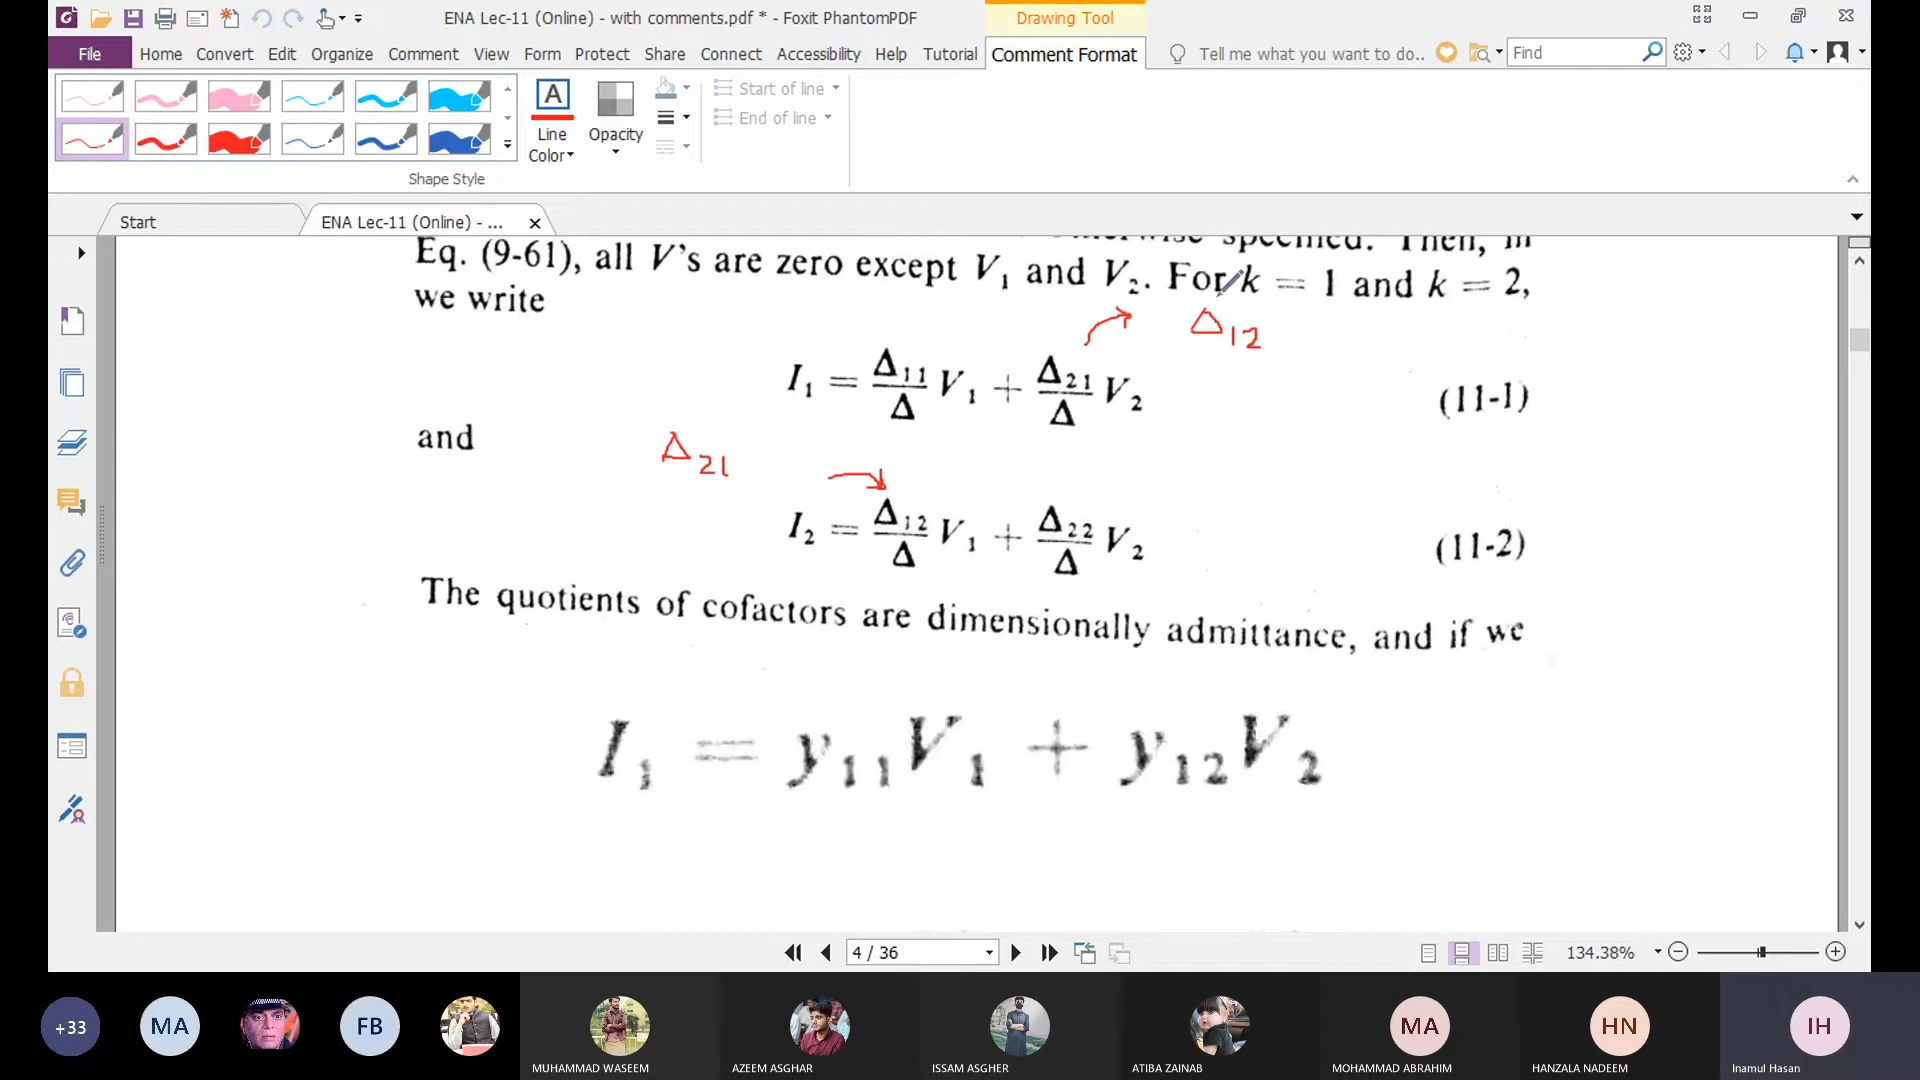 ENA Lec-11 (Online) - with comments.pdf * - Foxit PhantomPDF
Drawing Tool
File Home Convert Edit Organize Comment View Form Protect Share Connect Accessibility Help Tutorial Comment Format Tell me what you want to do.. Find
Line Color
Opacity
Start of line
End of line
Shape Style
Start
ENA Lec-11 (Online) - ...
otherwise specified. Then, in
Eq. (9-61), all V's are zero except V₁ and V₂. For k = 1 and k = 2,
we write
Δ₁₂
I₁ = Δ₁₁/Δ V₁ + Δ₂₁/Δ V₂ (11-1)
and
Δ₂₁
I₂ = Δ₁₂/Δ V₁ + Δ₂₂/Δ V₂ (11-2)
The quotients of cofactors are dimensionally admittance, and if we
I₁ = y₁₁V₁ + y₁₂V₂
4 / 36
134.38%
+33
MA
FB
MA
HN
IH
MUHAMMAD WASEEM
AZEEM ASGHAR
ISSAM ASGHER
ATIBA ZAINAB
MOHAMMAD ABRAHIM
HANZALA NADEEM
Inamul Hasan